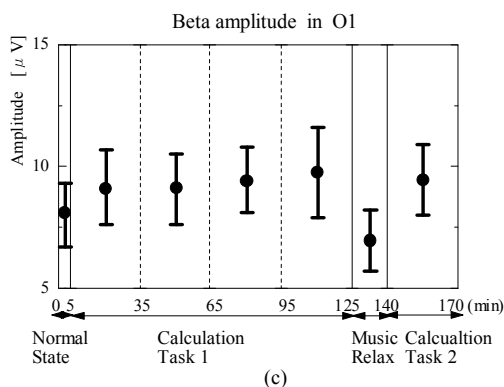 Beta amplitude in O1
Amplitude [μV]
15
10
5
0 5 35 65 95 125 140 170 (min)
Normal State
Calculation Task 1
Music Relax
Calcualtion Task 2
(c)